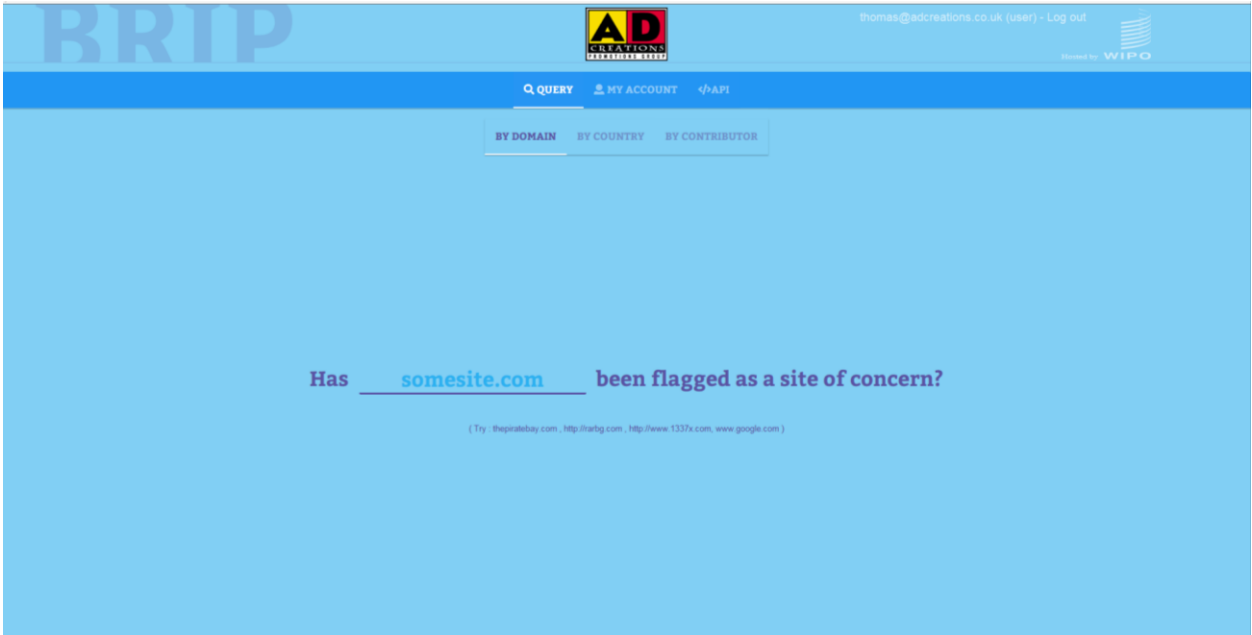 BRIP
AD
CREATIONS
PROMOTIONS GROUP
thomas@adcreations.co.uk (user) - Log out
Hosted by WIPO
QUERY MY ACCOUNT </>API
BY DOMAIN BY COUNTRY BY CONTRIBUTOR
Has somesite.com been flagged as a site of concern?
( Try : thepiratebay.com , http://rarbg.com , http://www.1337x.com, www.google.com )